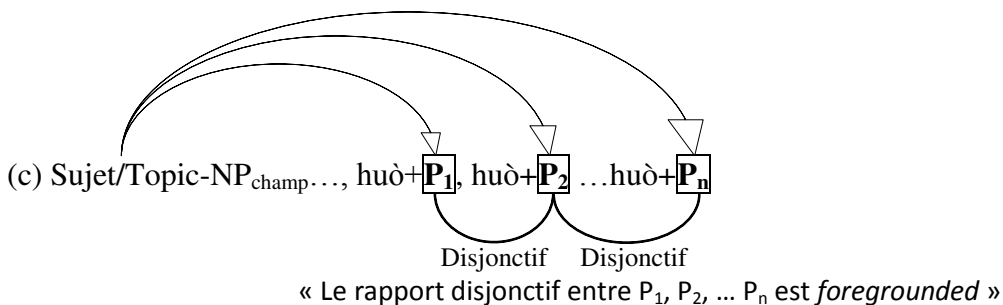 (c) Sujet/Topic-NPchamp…, huò+P1, huò+P2 …huò+Pn
Disjonctif Disjonctif
« Le rapport disjonctif entre P1, P2, … Pn est foregrounded »